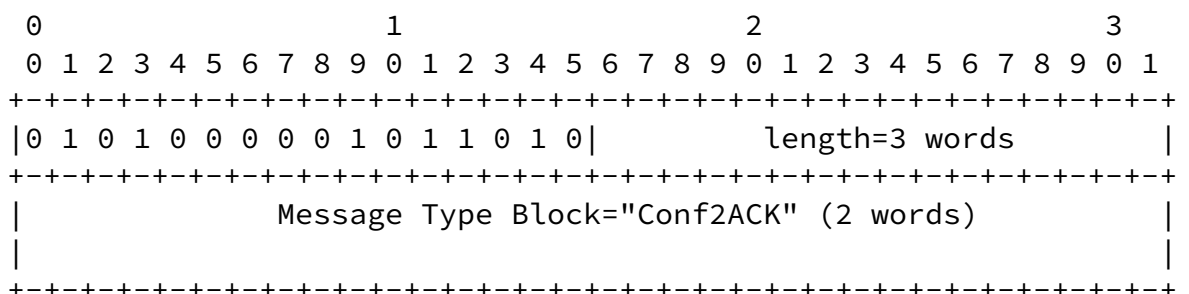 0                   1                   2                   3
 0 1 2 3 4 5 6 7 8 9 0 1 2 3 4 5 6 7 8 9 0 1 2 3 4 5 6 7 8 9 0 1
+-+-+-+-+-+-+-+-+-+-+-+-+-+-+-+-+-+-+-+-+-+-+-+-+-+-+-+-+-+-+-+-+
|0 1 0 1 0 0 0 0 0 1 0 1 1 0 1 0|         length=3 words        |
+-+-+-+-+-+-+-+-+-+-+-+-+-+-+-+-+-+-+-+-+-+-+-+-+-+-+-+-+-+-+-+-+
|              Message Type Block="Conf2ACK" (2 words)          |
|                                                               |
+-+-+-+-+-+-+-+-+-+-+-+-+-+-+-+-+-+-+-+-+-+-+-+-+-+-+-+-+-+-+-+-+